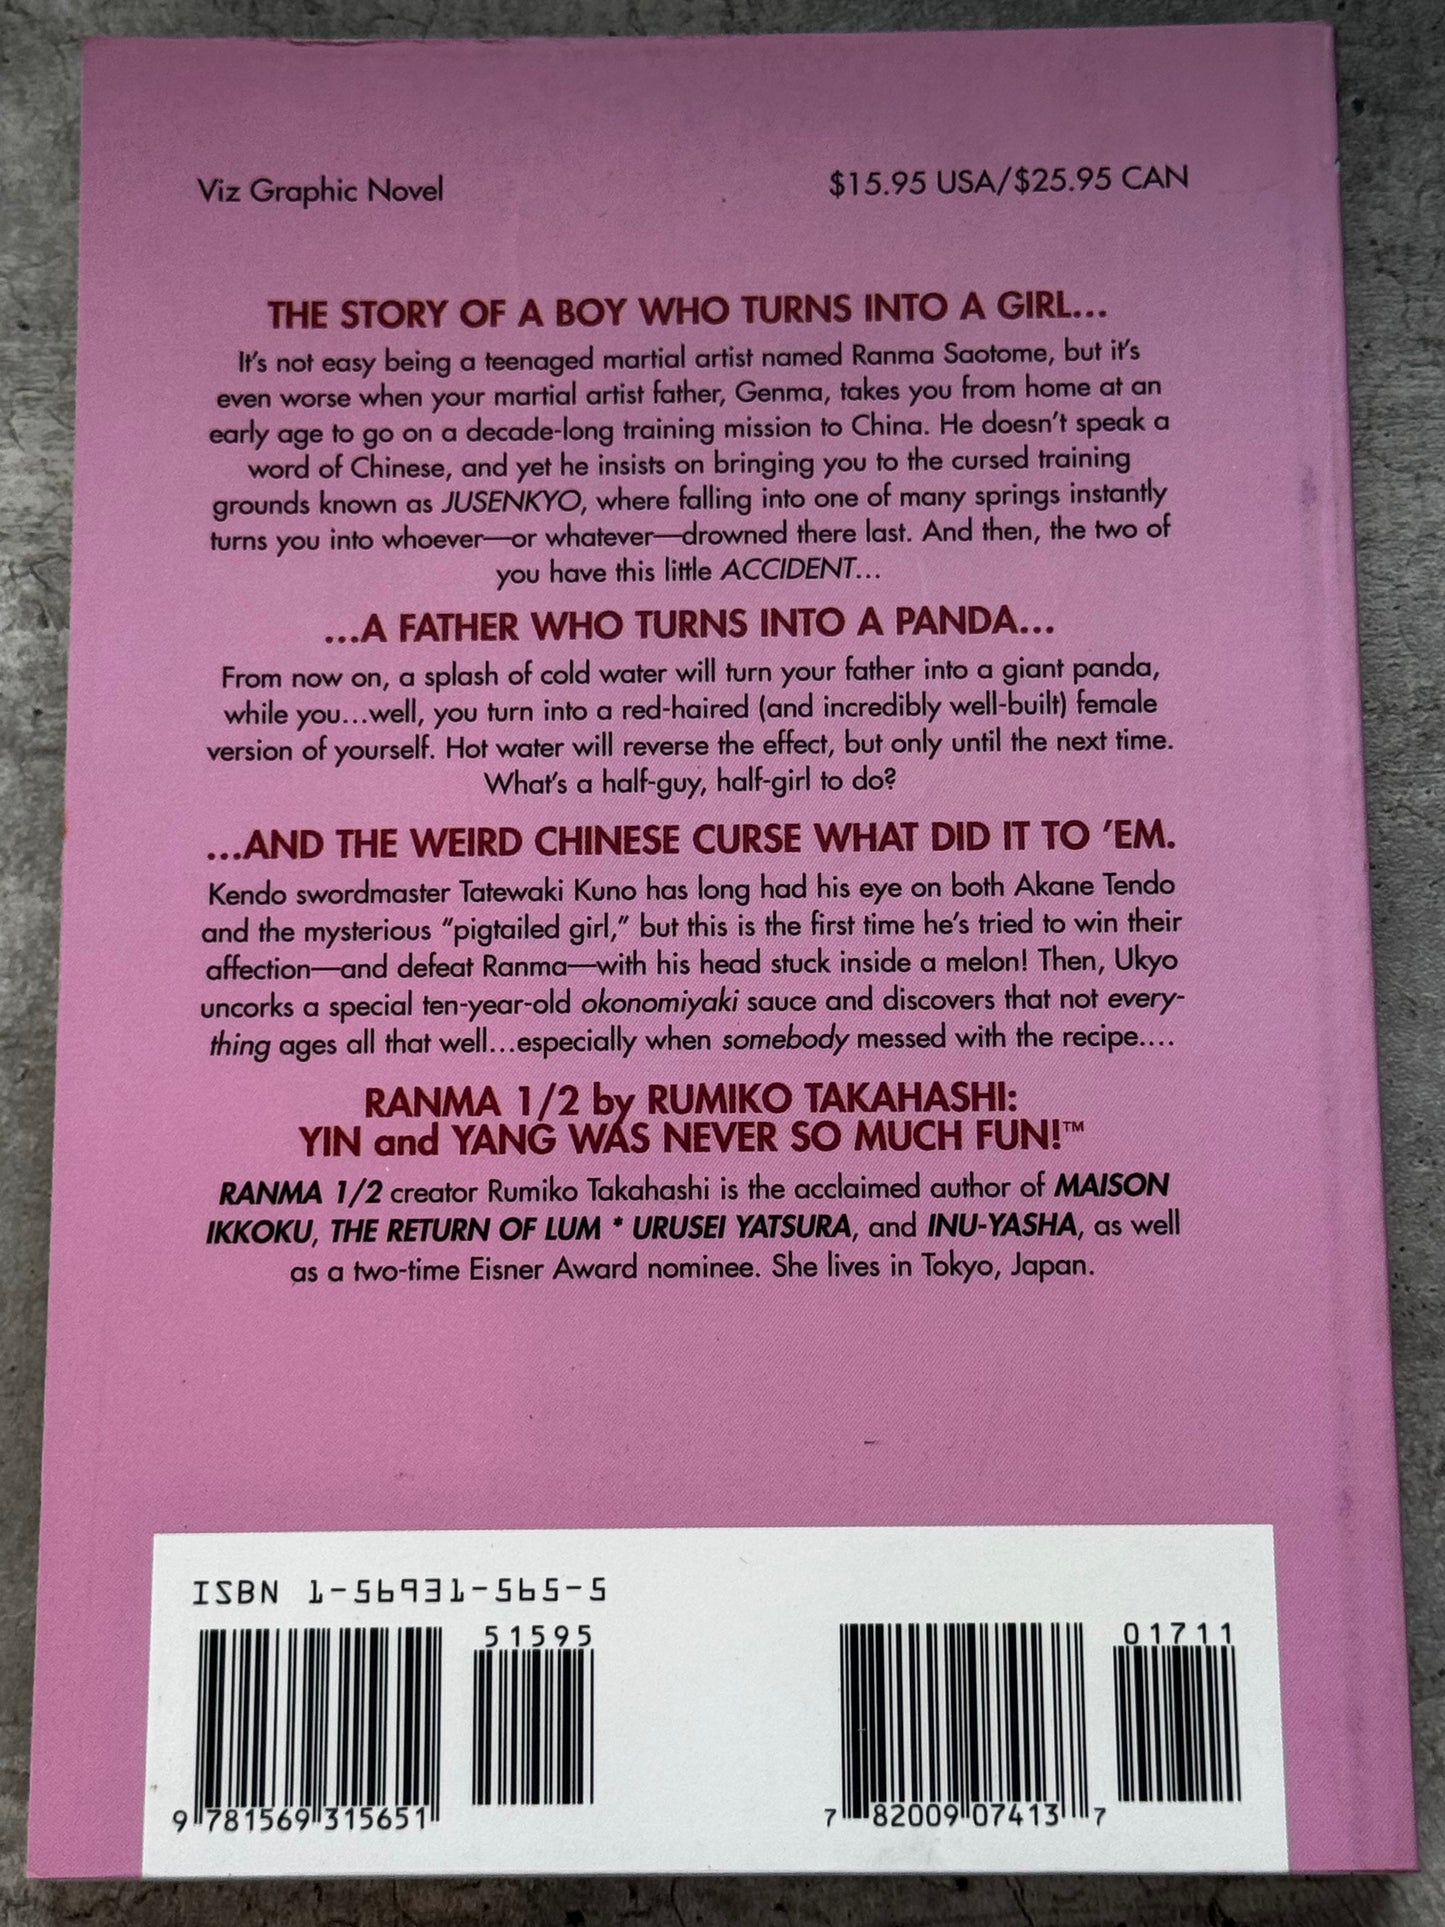 Viz Graphic Novel
$15.95 USA/$25.95 CAN
THE STORY OF A BOY WHO TURNS INTO A GIRL...
It's not easy being a teenaged martial artist named Ranma Saotome, but it's
even worse when your martial artist father, Genma, takes you from home at an
early age to go on a decade-long training mission to China. He doesn't speak a
word of Chinese, and yet he insists on bringing you to the cursed training
grounds known as JUSENKYO, where falling into one of many springs instantly
turns you into whoever—or whatever—drowned there last. And then, the two of
you have this little ACCIDENT...
...A FATHER WHO TURNS INTO A PANDA...
From now on, a splash of cold water will turn your father into a giant panda,
while you...well, you turn into a red-haired (and incredibly well-built) female
version of yourself. Hot water will reverse the effect, but only until the next time.
What's a half-guy, half-girl to do?
...AND THE WEIRD CHINESE CURSE WHAT DID IT TO 'EM.
Kendo swordmaster Tatewaki Kuno has long had his eye on both Akane Tendo
and the mysterious "pigtailed girl," but this is the first time he's tried to win their
affection—and defeat Ranma—with his head stuck inside a melon! Then, Ukyo
uncorks a special ten-year-old okonomiyaki sauce and discovers that not every-
thing ages all that well...especially when somebody messed with the recipe....
RANMA 1/2 by RUMIKO TAKAHASHI:
YIN and YANG WAS NEVER SO MUCH FUN!™
RANMA 1/2 creator Rumiko Takahashi is the acclaimed author of MAISON
IKKOKU, THE RETURN OF LUM * URUSEI YATSURA, and INU-YASHA, as well
as a two-time Eisner Award nominee. She lives in Tokyo, Japan.
ISBN 1-56931-565-5
51595
01711
9 781569 315651
7 82009 07413 7